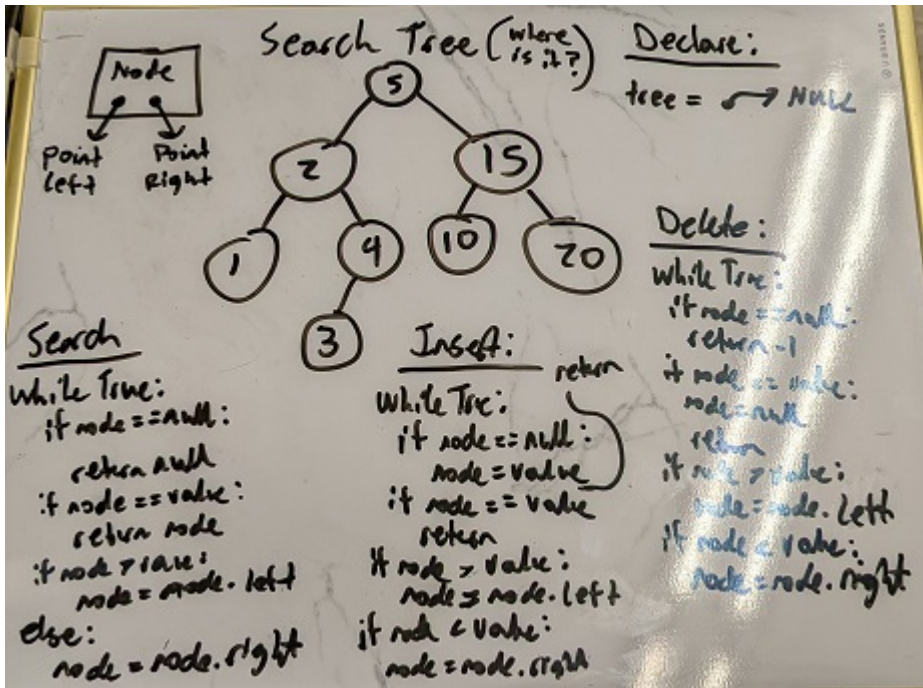 Search Tree (where is it?)
Node
Point Left
Point Right
5
2
15
1
4
10
20
3
Declare:
tree = → Null
Search
While True:
if node == null:
return null
if node == value:
return node
if node > value:
node = node.left
else:
node = node.right
Insert:
While True:
if node == null:
node = value
return
if node == value
return
If node > value:
node = node.left
if node < value:
node = node.right
Delete:
While True:
if node == null:
return -1
if node == value:
node = null
return
if node > value:
node = node.left
if node < value:
node = node.right